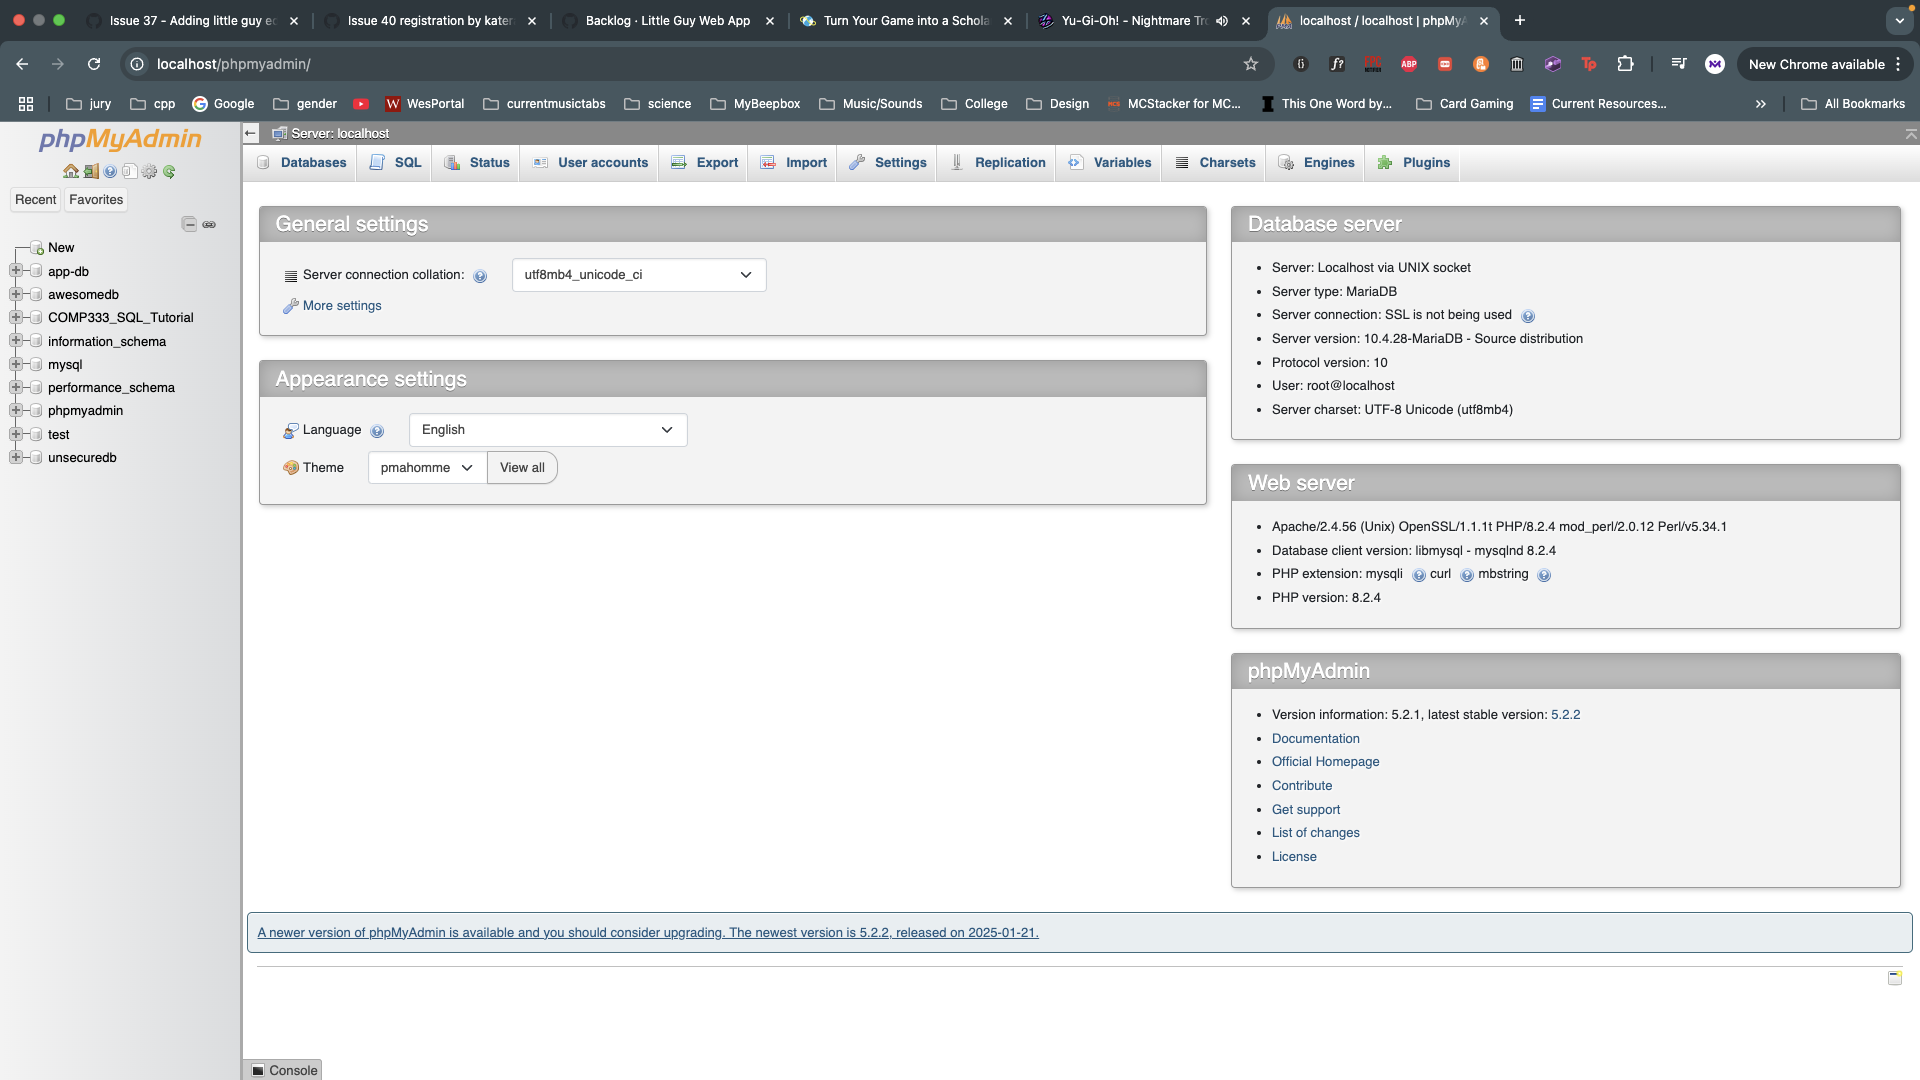 Issue 37 - Adding little guy ec
Issue 40 registration by kater
Backlog · Little Guy Web App
Turn Your Game into a Schola
Yu-Gi-Oh! - Nightmare Tro
localhost / localhost | phpMyA
localhost/phpmyadmin/
New Chrome available
jury
cpp
Google
gender
WesPortal
currentmusictabs
science
MyBeepbox
Music/Sounds
College
Design
MCStacker for MC...
This One Word by...
Card Gaming
Current Resources...
All Bookmarks
phpMyAdmin
Recent
Favorites
New
app-db
awesomedb
COMP333_SQL_Tutorial
information_schema
mysql
performance_schema
phpmyadmin
test
unsecuredb
Server: localhost
Databases
SQL
Status
User accounts
Export
Import
Settings
Replication
Variables
Charsets
Engines
Plugins
General settings
Server connection collation:
utf8mb4_unicode_ci
More settings
Appearance settings
Language
English
Theme
pmahomme
View all
Database server
Server: Localhost via UNIX socket
Server type: MariaDB
Server connection: SSL is not being used
Server version: 10.4.28-MariaDB - Source distribution
Protocol version: 10
User: root@localhost
Server charset: UTF-8 Unicode (utf8mb4)
Web server
Apache/2.4.56 (Unix) OpenSSL/1.1.1t PHP/8.2.4 mod_perl/2.0.12 Perl/v5.34.1
Database client version: libmysql - mysqlnd 8.2.4
PHP extension: mysqli curl mbstring
PHP version: 8.2.4
phpMyAdmin
Version information: 5.2.1, latest stable version: 5.2.2
Documentation
Official Homepage
Contribute
Get support
List of changes
License
A newer version of phpMyAdmin is available and you should consider upgrading. The newest version is 5.2.2, released on 2025-01-21.
Console